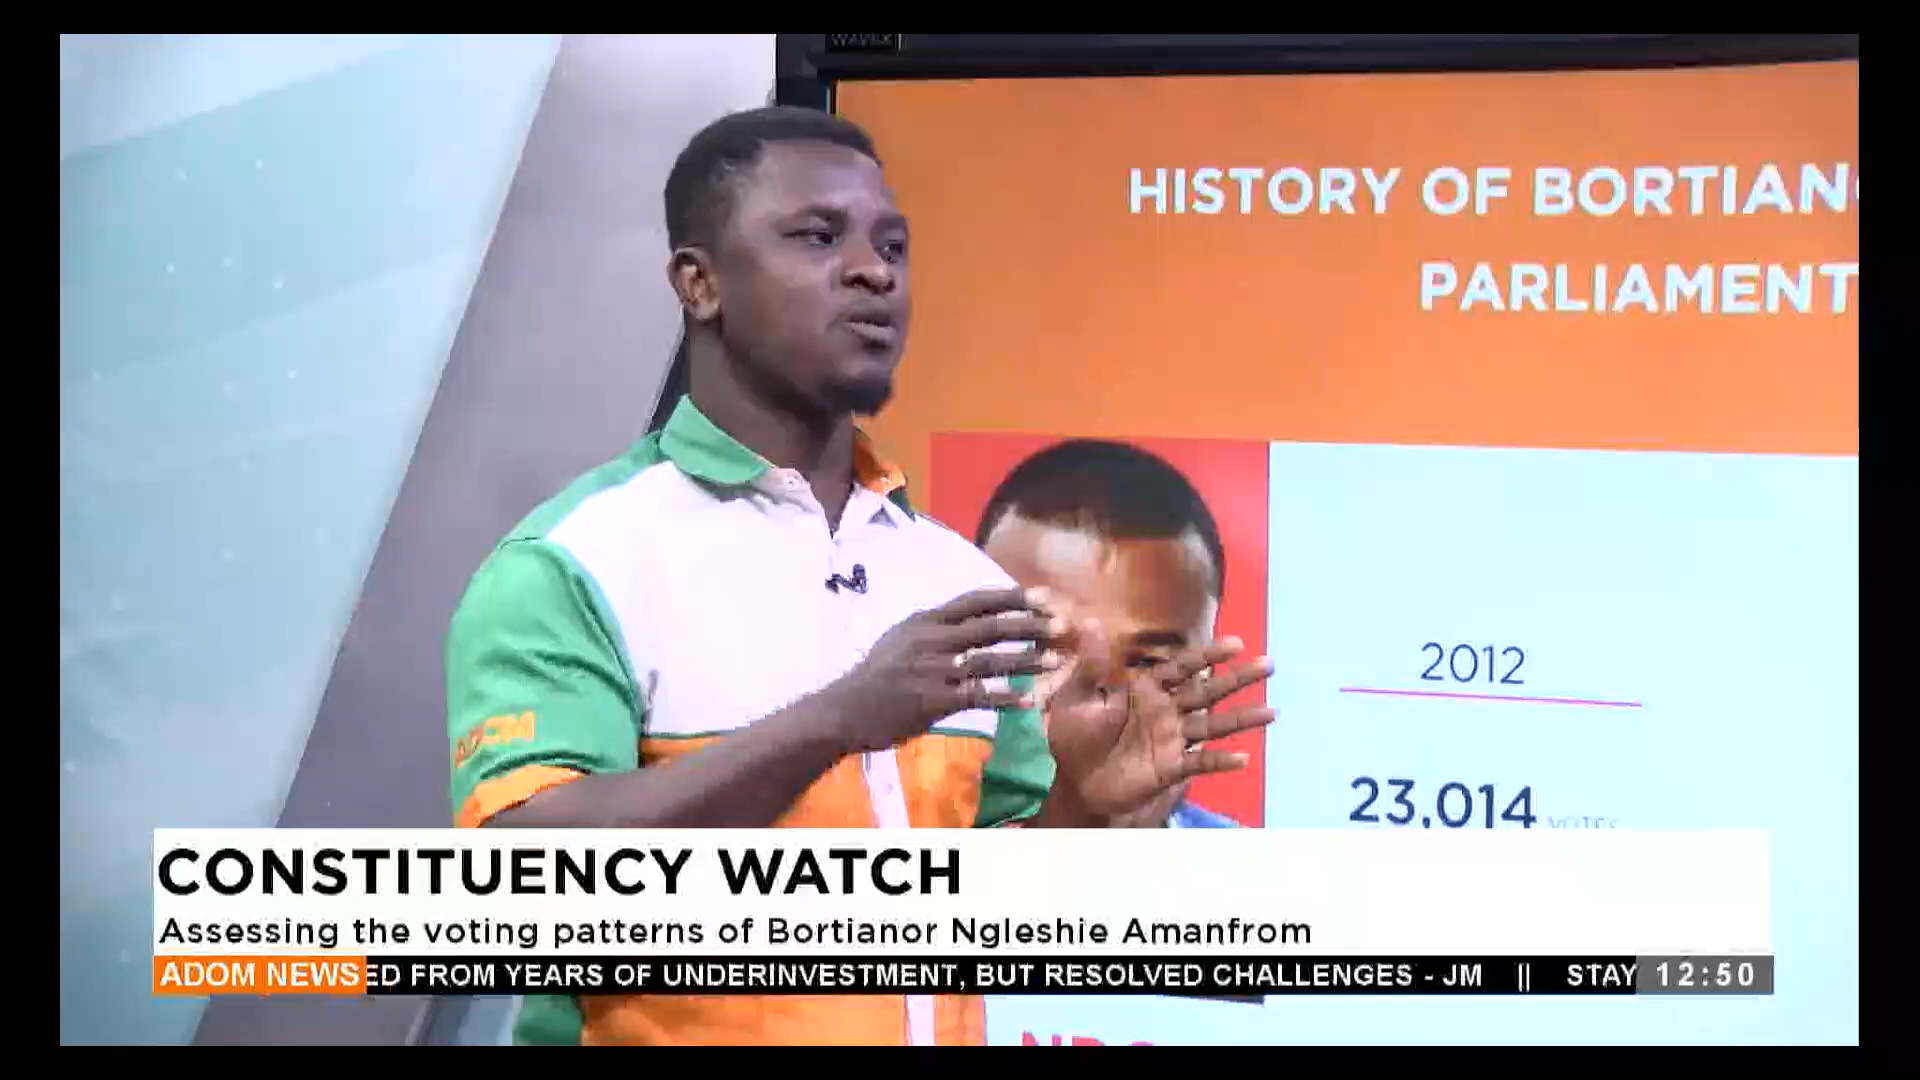 HISTORY OF BORTIAN
PARLIAMENT
2012
23,014 VOTES
CONSTITUENCY WATCH
Assessing the voting patterns of Bortianor Ngleshie Amanfrom
ADOM NEWS ED FROM YEARS OF UNDERINVESTMENT, BUT RESOLVED CHALLENGES - JM || STAY 12:50